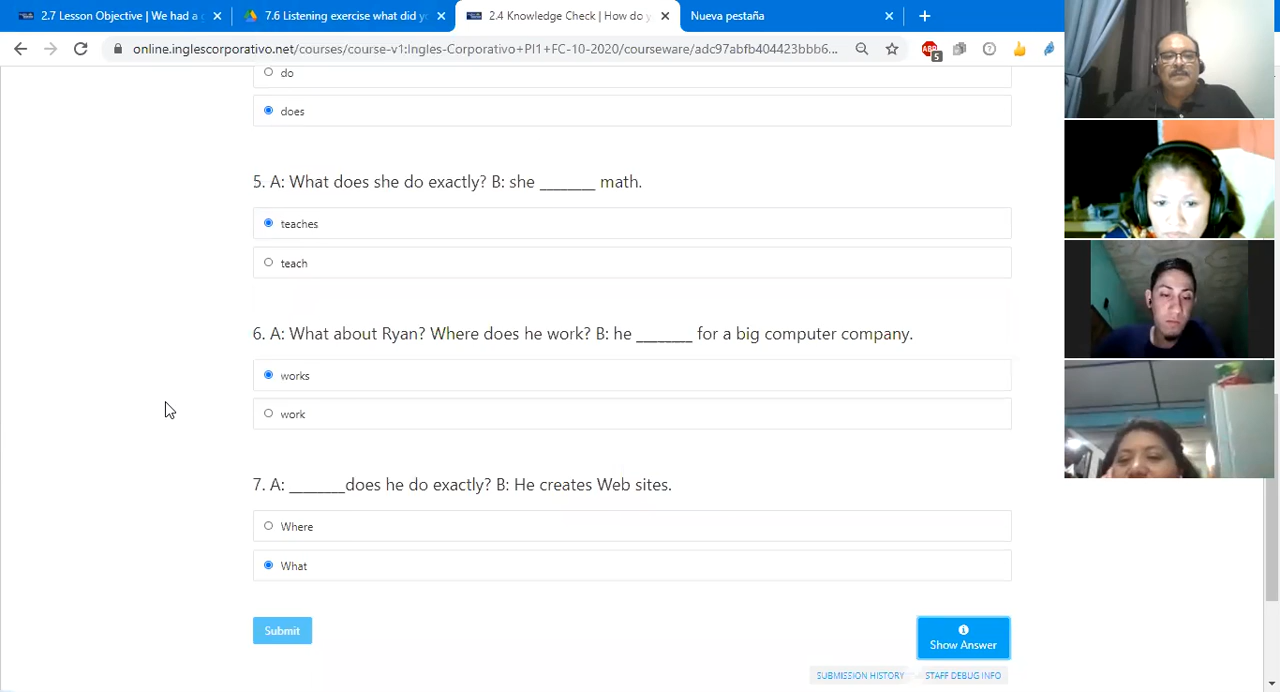 2.7 Lesson Objective | We had a g
7.6 Listening exercise what did yo
2.4 Knowledge Check | How do y
Nueva pestaña
online.inglescorporativo.net/courses/course-v1:Ingles-Corporativo+PI1+FC-10-2020/courseware/adc97abfb404423bbb6...
ABP
5
do
does
5. A: What does she do exactly? B: she _______ math.
teaches
teach
6. A: What about Ryan? Where does he work? B: he _______ for a big computer company.
works
work
7. A: _______does he do exactly? B: He creates Web sites.
Where
What
Submit
Show Answer
SUBMISSION HISTORY
STAFF DEBUG INFO